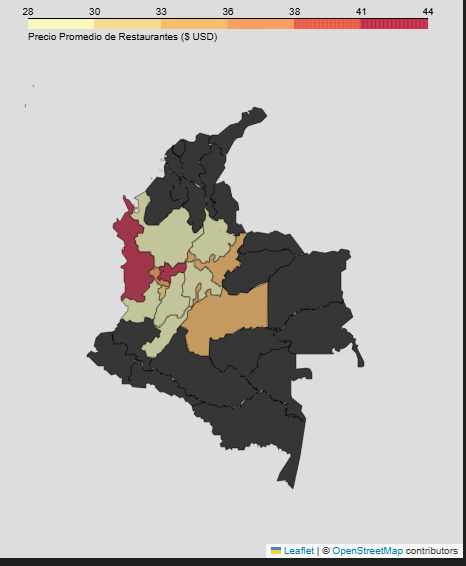 28 30 33 36 38 41 44
Precio Promedio de Restaurantes ($ USD)
Leaflet | © OpenStreetMap contributors